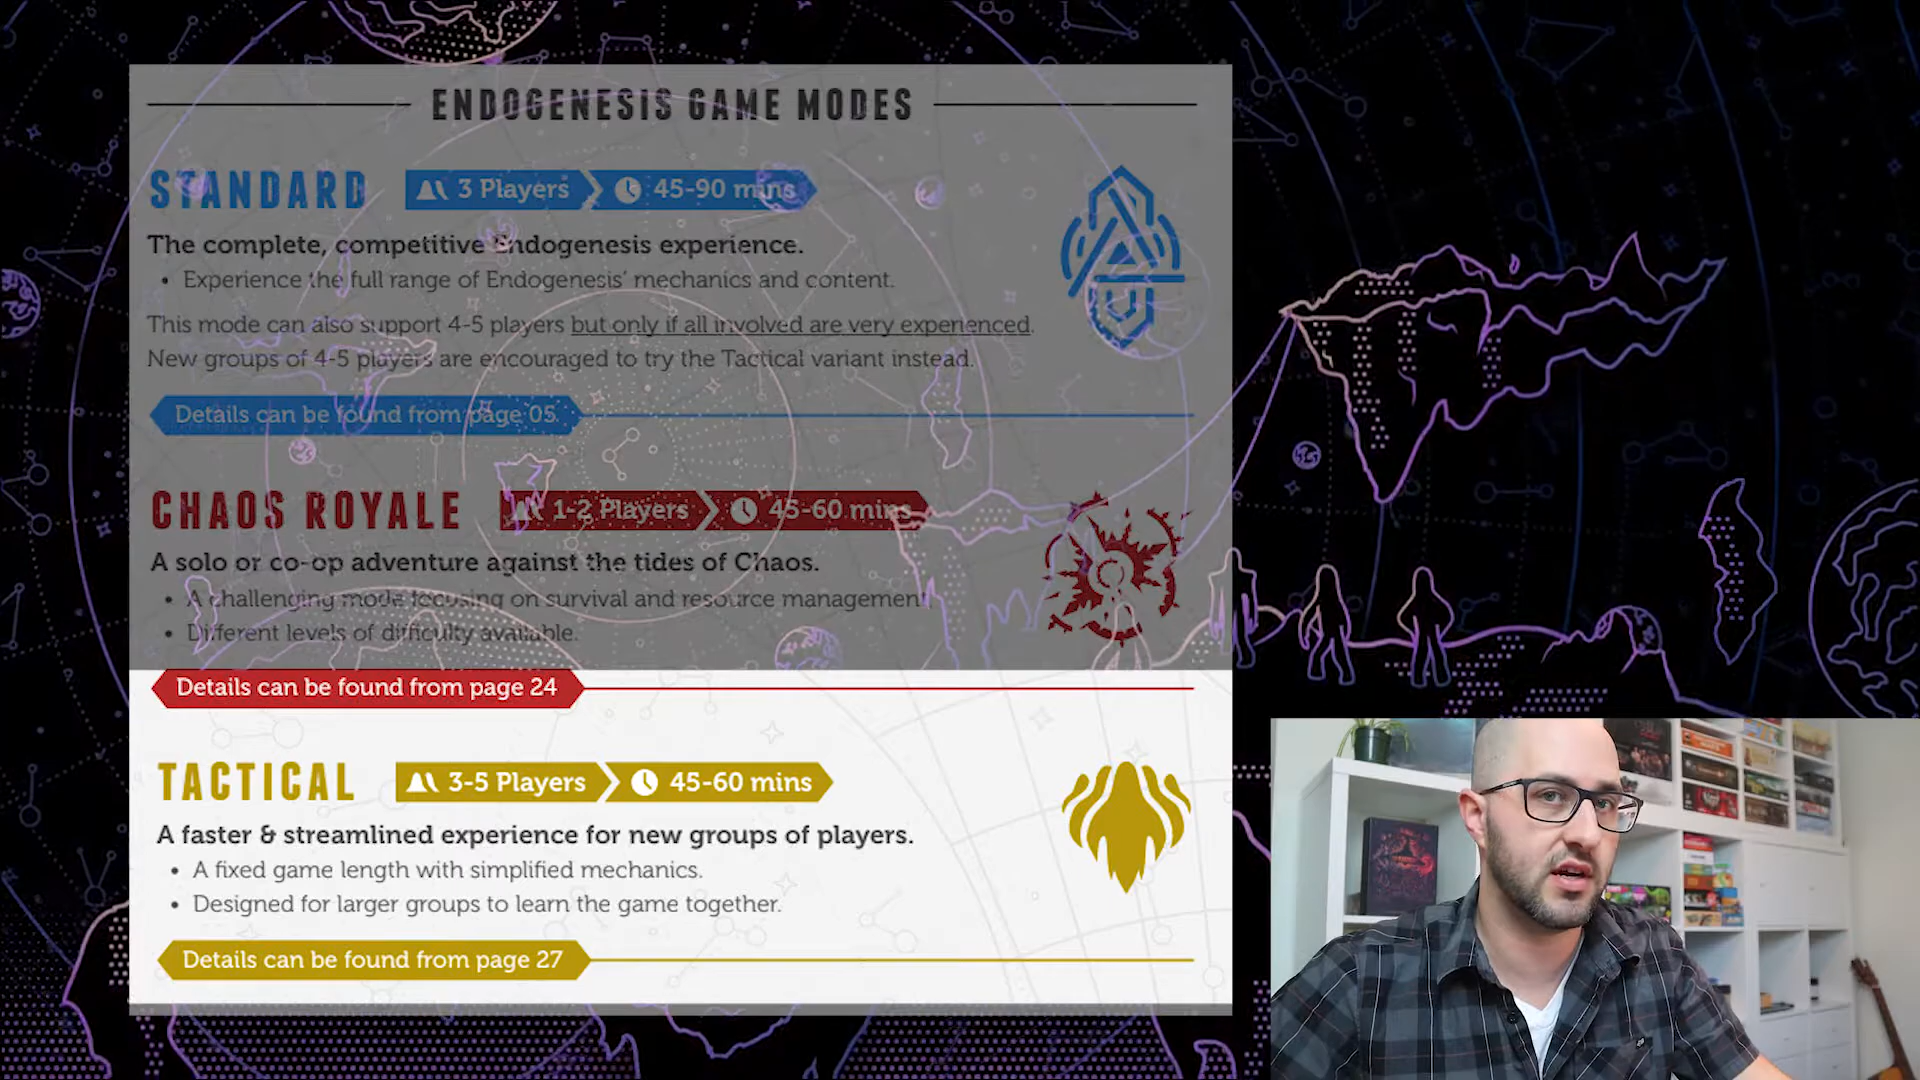 ENDOGENESIS GAME MODES
STANDARD 3 Players 45-90 mins
The complete, competitive Endogenesis experience.
• Experience the full range of Endogenesis' mechanics and content.
This mode can also support 4-5 players but only if all involved are very experienced.
New groups of 4-5 players are encouraged to try the Tactical variant instead.
Details can be found from page 05
CHAOS ROYALE 1-2 Players 45-60 mins
A solo or co-op adventure against the tides of Chaos.
• A challenging mode focusing on survival and resource management.
• Different levels of difficulty available.
Details can be found from page 24
TACTICAL 3-5 Players 45-60 mins
A faster & streamlined experience for new groups of players.
• A fixed game length with simplified mechanics.
• Designed for larger groups to learn the game together.
Details can be found from page 27